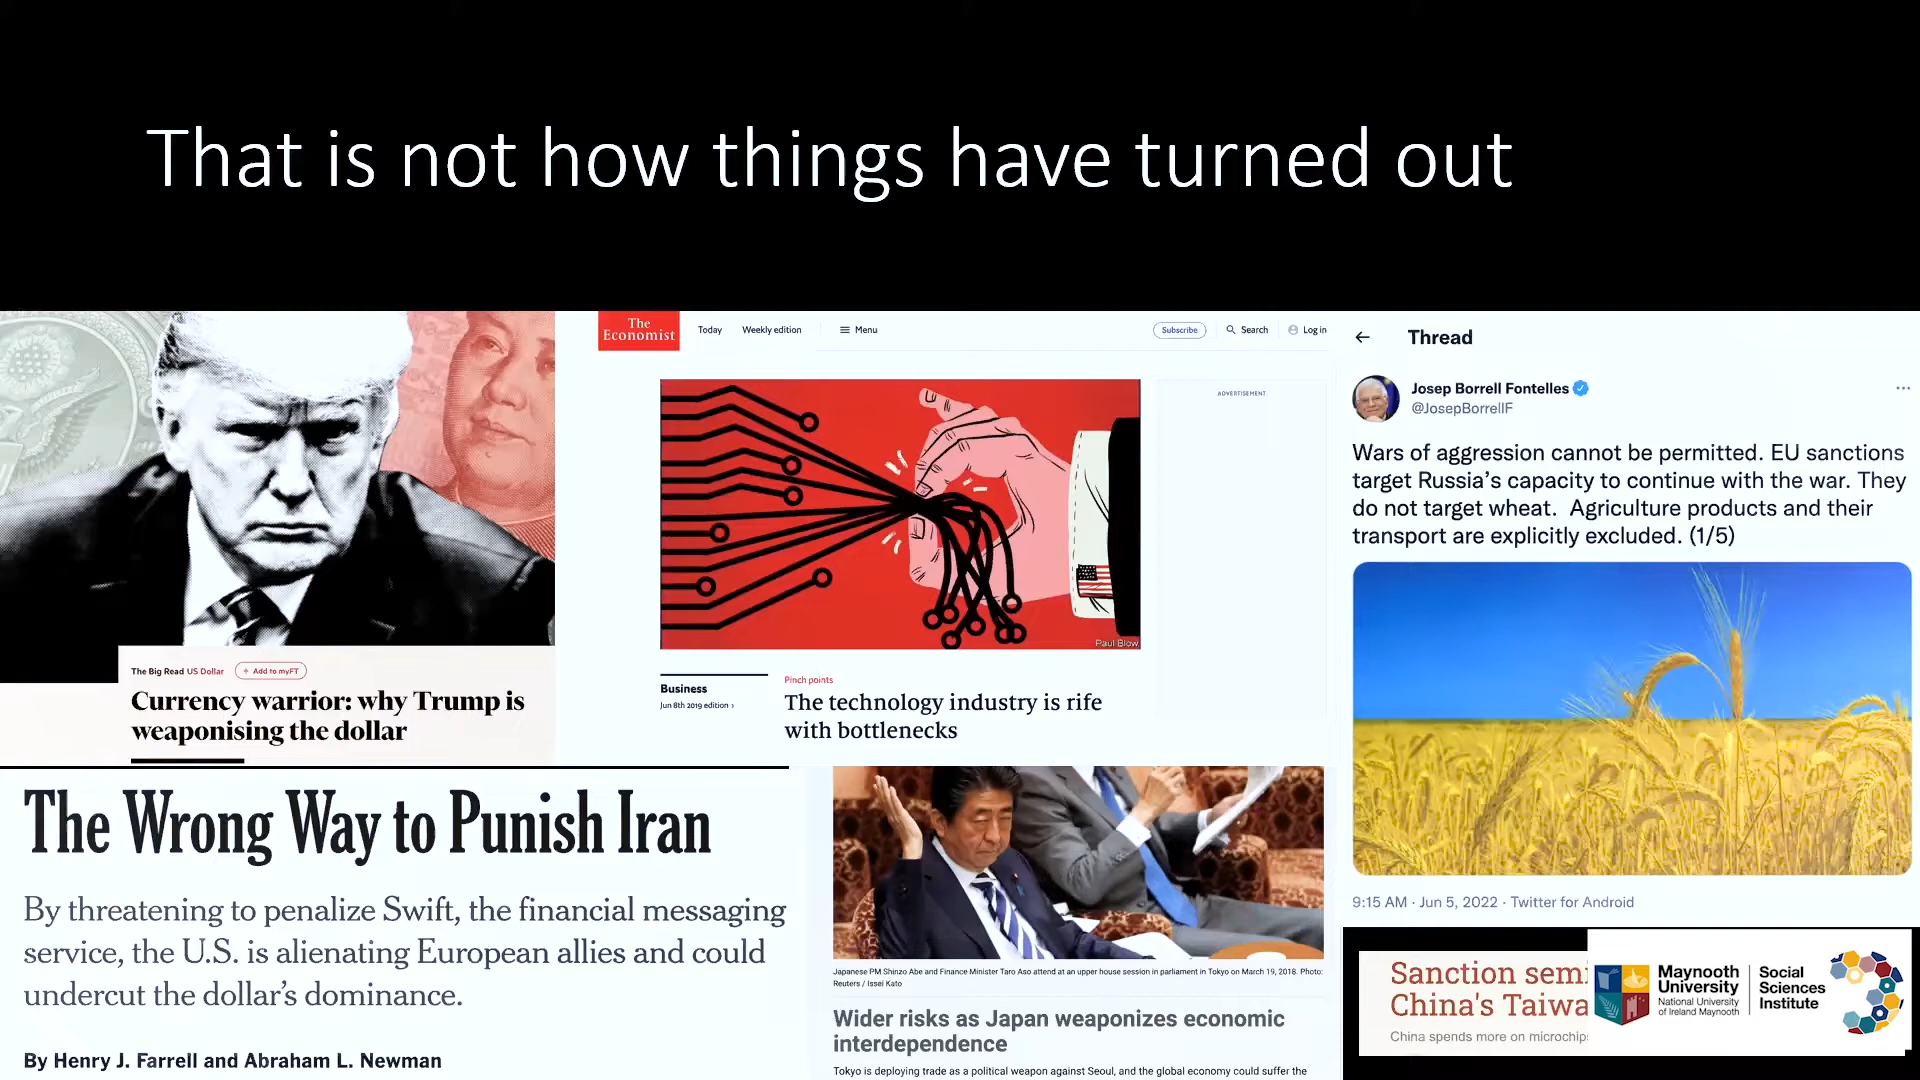 That is not how things have turned out
The Big Read US Dollar
+ Add to myFT
Currency warrior: why Trump is
weaponising the dollar
The
Economist
Today
Weekly edition
Menu
Subscribe
Search
Log in
ADVERTISEMENT
Paul Blow
Business
Jun 8th 2019 edition ›
Pinch points
The technology industry is rife
with bottlenecks
Thread
Josep Borrell Fontelles
@JosepBorrellF
Wars of aggression cannot be permitted. EU sanctions
target Russia's capacity to continue with the war. They
do not target wheat. Agriculture products and their
transport are explicitly excluded. (1/5)
9:15 AM · Jun 5, 2022 · Twitter for Android
The Wrong Way to Punish Iran
By threatening to penalize Swift, the financial messaging
service, the U.S. is alienating European allies and could
undercut the dollar's dominance.
By Henry J. Farrell and Abraham L. Newman
Japanese PM Shinzo Abe and Finance Minister Taro Aso attend at an upper house session in parliament in Tokyo on March 19, 2018. Photo:
Reuters / Issei Kato
Wider risks as Japan weaponizes economic
interdependence
Tokyo is deploying trade as a political weapon against Seoul, and the global economy could suffer the
Sanction semi
China's Taiwa
China spends more on microchip
Maynooth
University
National University
of Ireland Maynooth
Social
Sciences
Institute